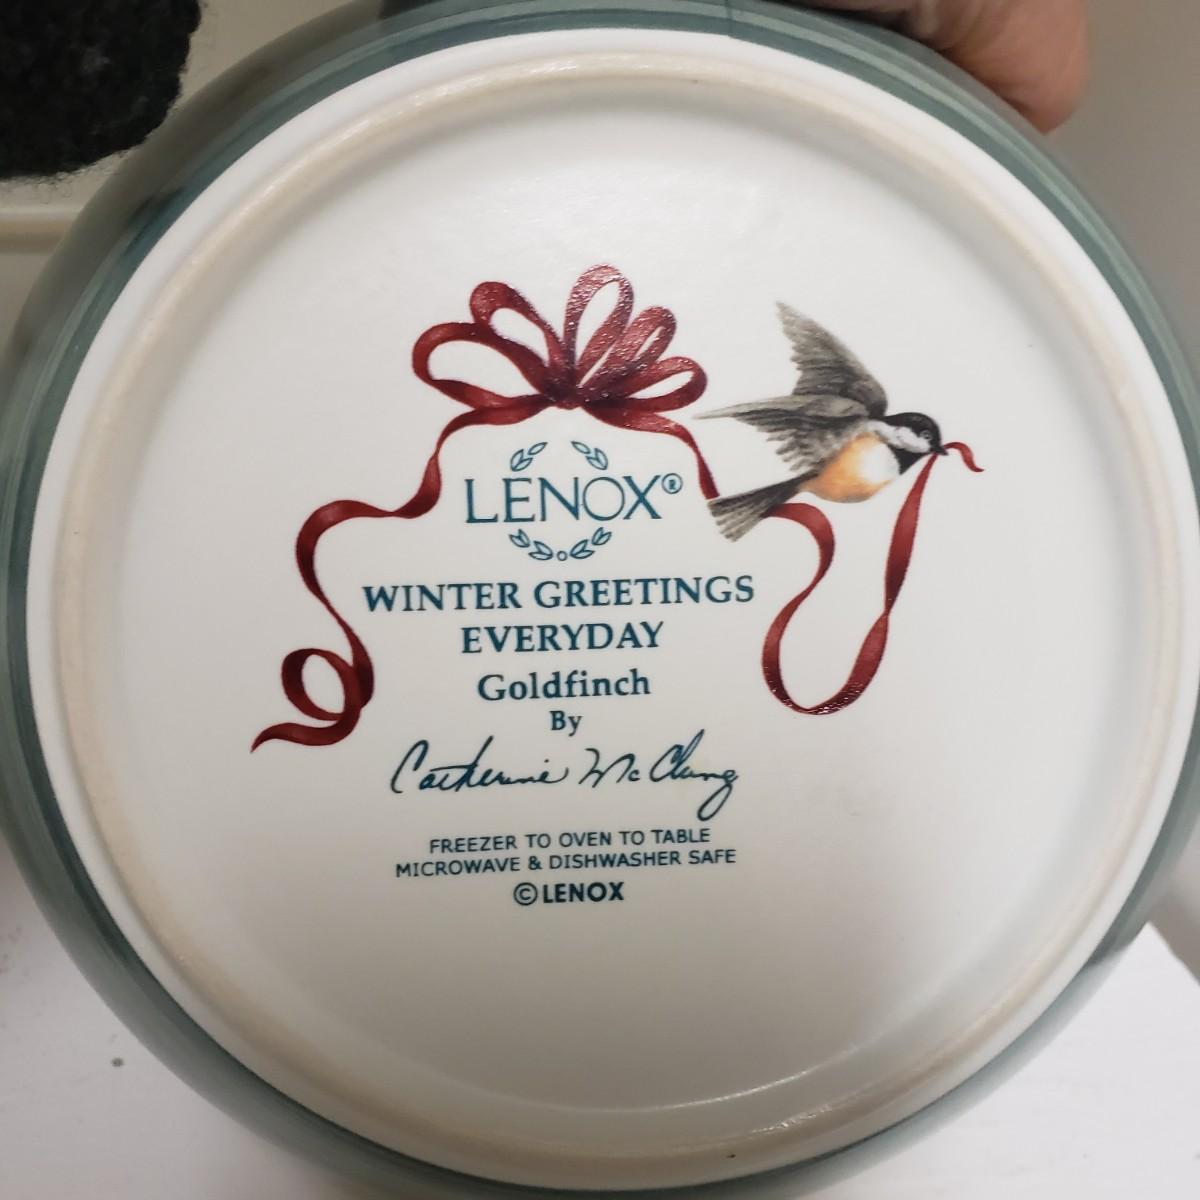 LENOX®
WINTER GREETINGS
EVERYDAY
Goldfinch
By
Catherine McClung
FREEZER TO OVEN TO TABLE
MICROWAVE & DISHWASHER SAFE
© LENOX